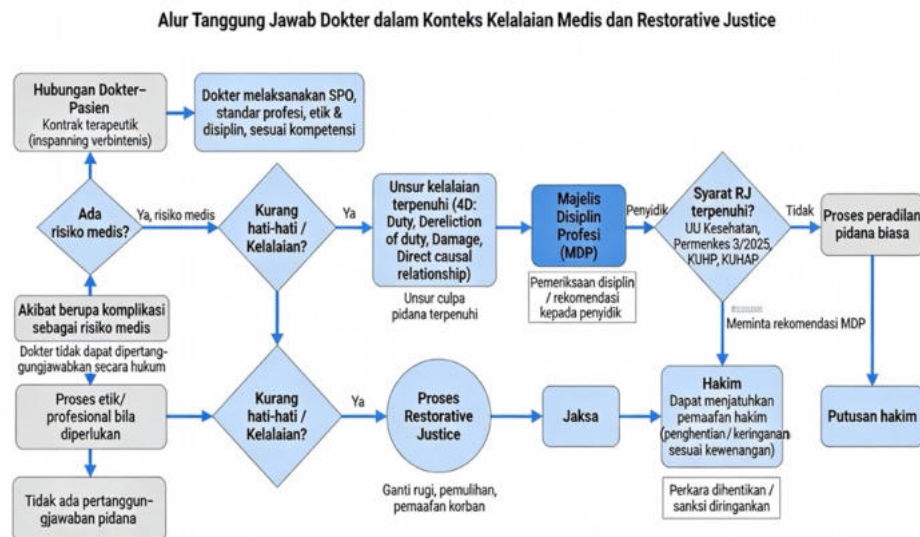 Alur Tanggung Jawab Dokter dalam Konteks Kelalaian Medis dan Restorative Justice
Hubungan Dokter–
Pasien
Kontrak terapeutik
(inspanning verbintenis)
Dokter melaksanakan SPO,
standar profesi, etik &
disiplin, sesuai kompetensi
Ada
risiko medis?
Ya, risiko medis
Kurang
hati-hati /
Kelalaian?
Ya
Unsur kelalaian
terpenuhi (4D:
Duty, Dereliction of
duty, Damage,
Direct causal
relationship)
Unsur culpa
pidana terpenuhi
Majelis
Disiplin
Profesi
(MDP)
Pemeriksaan disiplin
/ rekomendasi
kepada penyidik
Penyidik
Syarat RJ
terpenuhi?
UU Kesehatan,
Permenkes 3/2025,
KUHP, KUHAP
Tidak
Proses peradilan
pidana biasa
Meminta rekomendasi MDP
Akibat berupa komplikasi
sebagai risiko medis
Dokter tidak dapat dipertang-
gungjawabkan secara hukum
Proses etik/
profesional bila
diperlukan
Kurang
hati-hati /
Kelalaian?
Ya
Proses
Restorative
Justice
Ganti rugi, pemulihan,
pemaafan korban
Jaksa
Hakim
Dapat menjatuhkan
pemaafan hakim
(penghentian / keringanan
sesuai kewenangan)
Perkara dihentikan /
sanksi diringankan
Putusan hakim
Tidak ada pertanggun-
gjawaban pidana